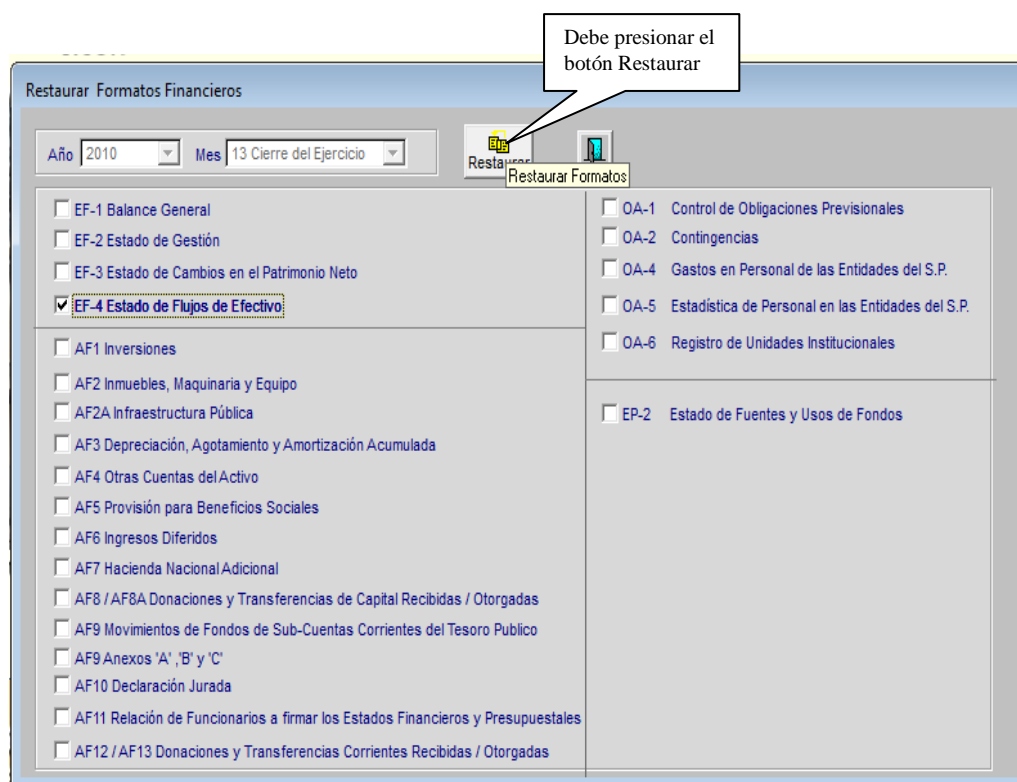 Debe presionar el
botón Restaurar
Restaurar Formatos Financieros
Año 2010 Mes 13 Cierre del Ejercicio
Restaurar
Restaurar Formatos
EF-1 Balance General
EF-2 Estado de Gestión
EF-3 Estado de Cambios en el Patrimonio Neto
EF-4 Estado de Flujos de Efectivo
AF1 Inversiones
AF2 Inmuebles, Maquinaria y Equipo
AF2A Infraestructura Pública
AF3 Depreciación, Agotamiento y Amortización Acumulada
AF4 Otras Cuentas del Activo
AF5 Provisión para Beneficios Sociales
AF6 Ingresos Diferidos
AF7 Hacienda Nacional Adicional
AF8 / AF8A Donaciones y Transferencias de Capital Recibidas / Otorgadas
AF9 Movimientos de Fondos de Sub-Cuentas Corrientes del Tesoro Publico
AF9 Anexos 'A' ,'B' y 'C'
AF10 Declaración Jurada
AF11 Relación de Funcionarios a firmar los Estados Financieros y Presupuestales
AF12 / AF13 Donaciones y Transferencias Corrientes Recibidas / Otorgadas
OA-1 Control de Obligaciones Previsionales
OA-2 Contingencias
OA-4 Gastos en Personal de las Entidades del S.P.
OA-5 Estadística de Personal en las Entidades del S.P.
OA-6 Registro de Unidades Institucionales
EP-2 Estado de Fuentes y Usos de Fondos